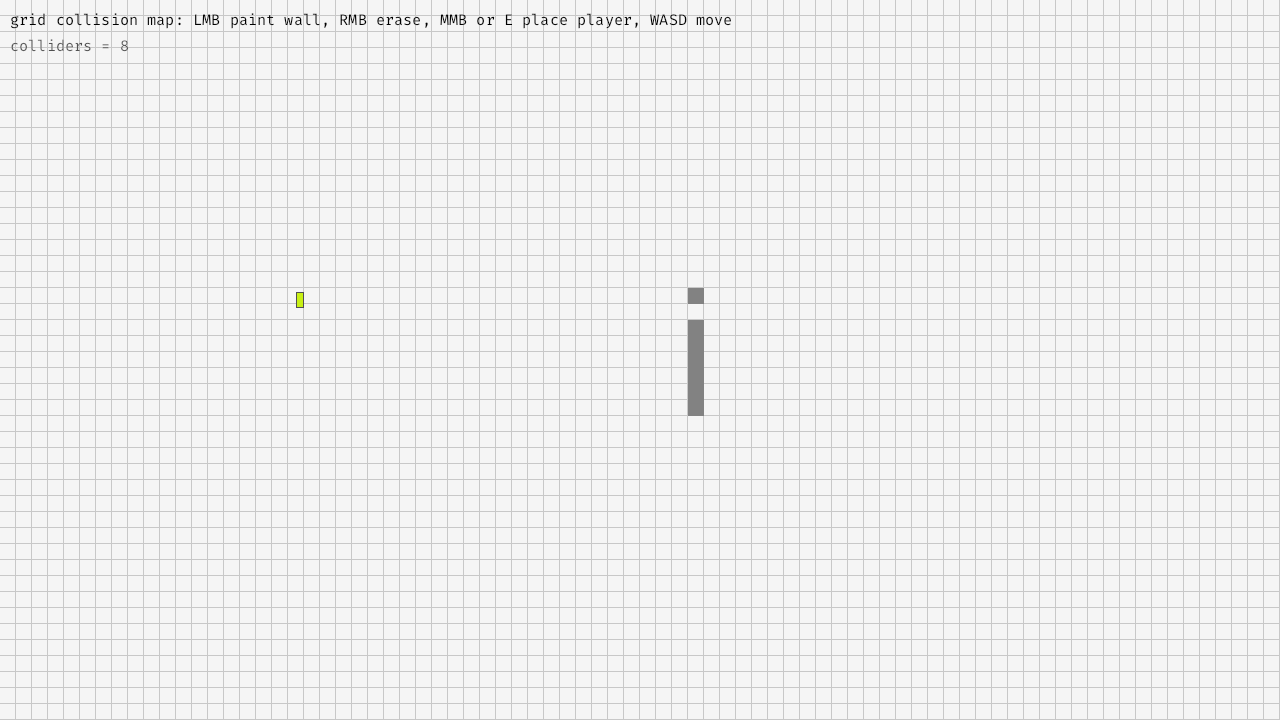 grid collision map: LMB paint wall, RMB erase, MMB or E place player, WASD move
colliders = 8